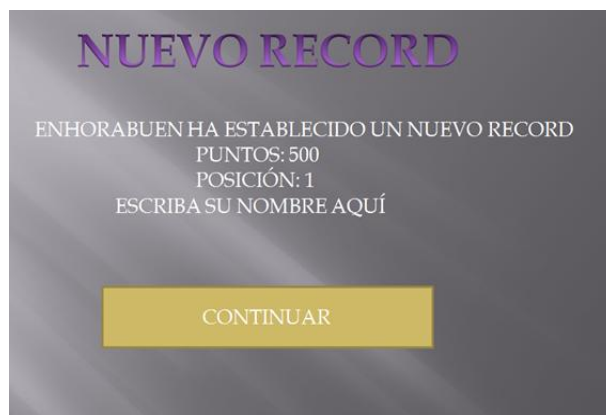 NUEVO RECORD
ENHORABUEN HA ESTABLECIDO UN NUEVO RECORD
PUNTOS: 500
POSICIÓN: 1
ESCRIBA SU NOMBRE AQUÍ
CONTINUAR